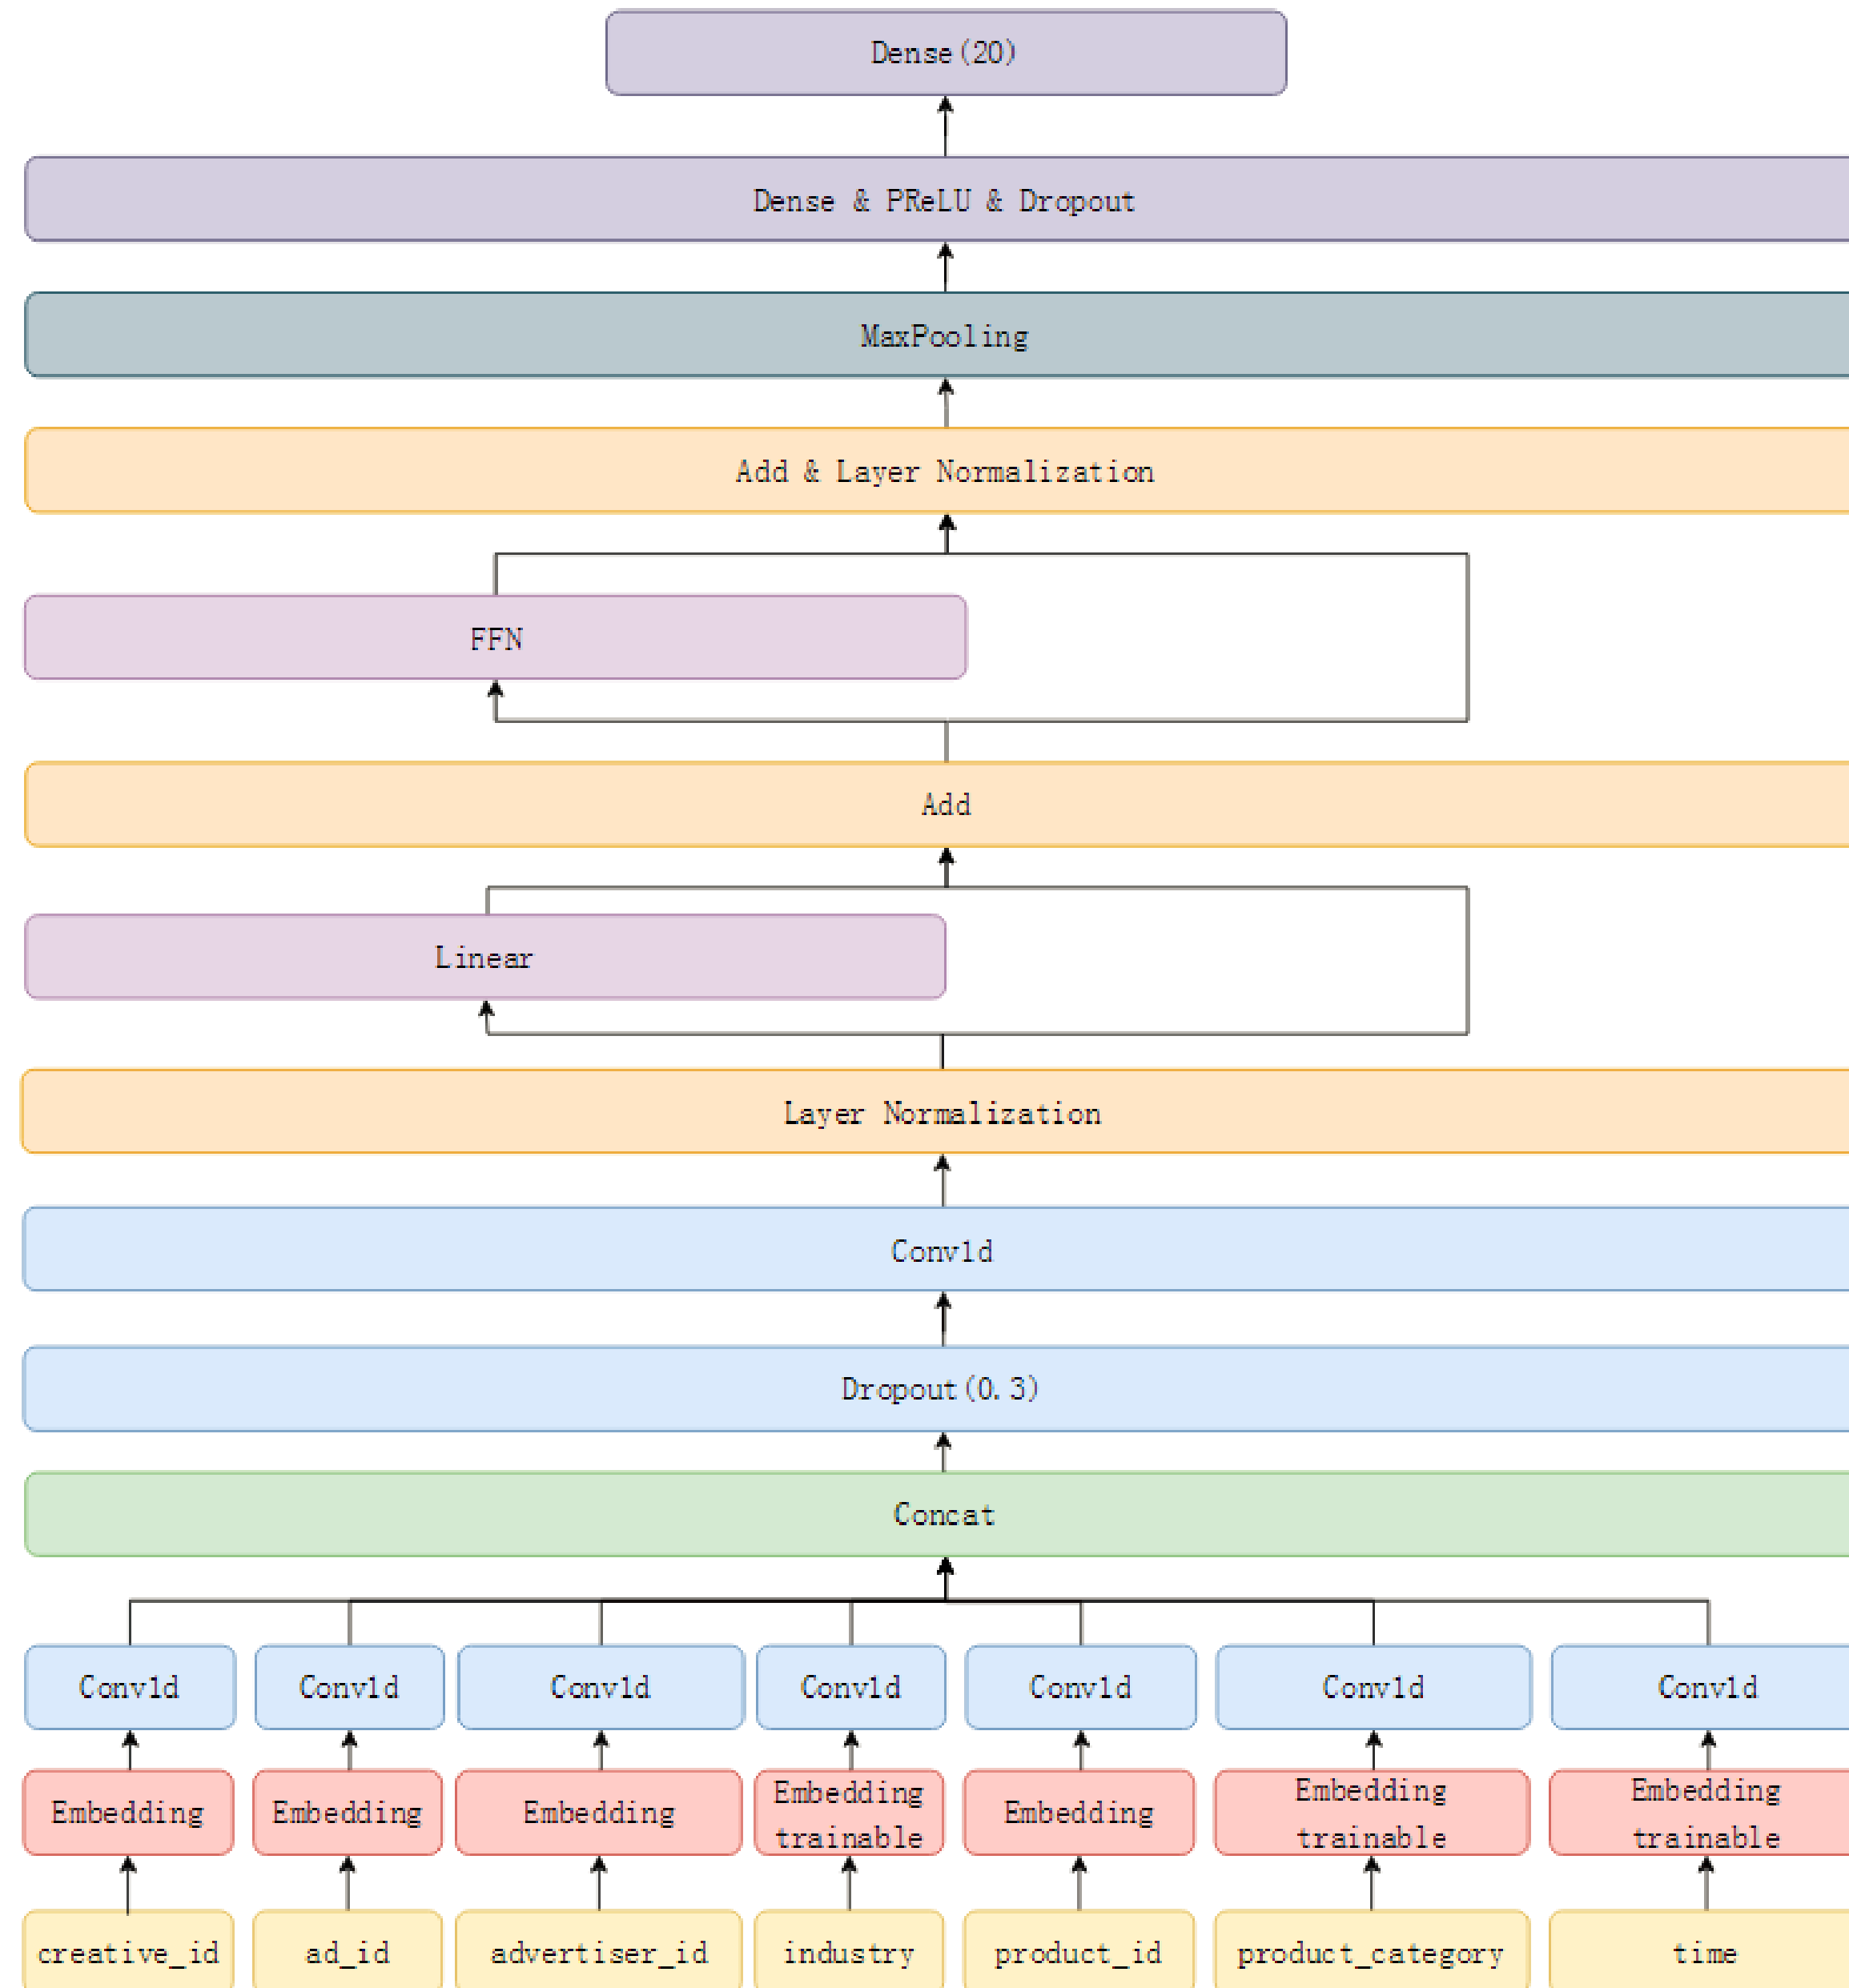 Dense(20)
Dense & PReLU & Dropout
MaxPooling
Add & Layer Normalization
FFN
Add
Linear
Layer Normalization
Conv1d
Dropout(0.3)
Concat
Conv1d Conv1d Conv1d Conv1d Conv1d Conv1d Conv1d
Embedding Embedding Embedding Embedding trainable Embedding Embedding trainable Embedding trainable
creative_id ad_id advertiser_id industry product_id product_category time